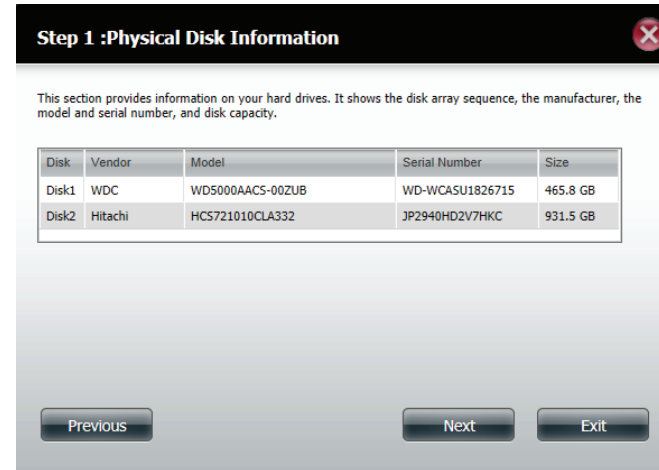 Step 1 :Physical Disk Information
This section provides information on your hard drives. It shows the disk array sequence, the manufacturer, the
model and serial number, and disk capacity.
Disk Vendor Model Serial Number Size
Disk1 WDC WD5000AACS-00ZUB WD-WCASU1826715 465.8 GB
Disk2 Hitachi HCS721010CLA332 JP2940HD2V7HKC 931.5 GB
Previous Next Exit